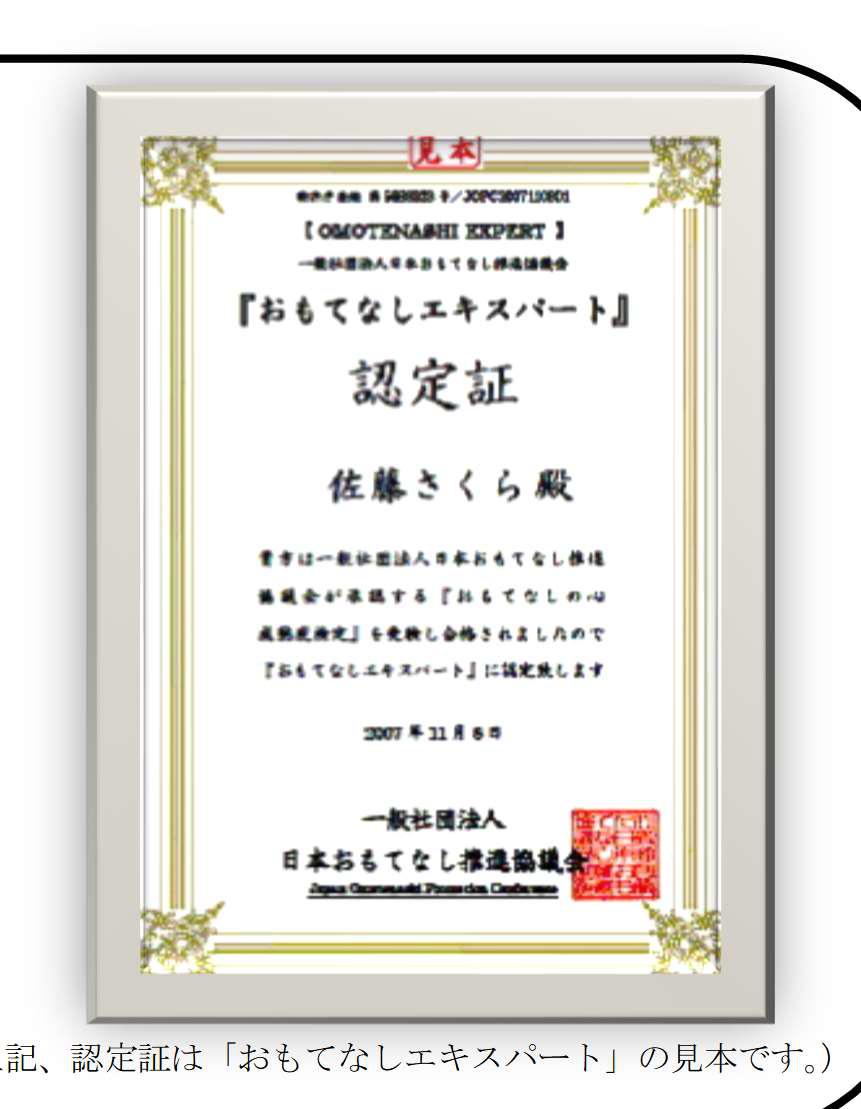 見本
[ OMOTENASHI EXPERT ]
一般社団法人日本おもてなし推進協議会
『おもてなしエキスパート』
認定証
佐藤さくら殿
貴方は一般社団法人日本おもてなし推進
協議会が承認する『おもてなしの心
成熟度検定』を受験し合格されましたので
『おもてなしエキスパート』に認定致します
2007年11月8日
一般社団法人
日本おもてなし推進協議会
Japan Omotenashi Promotion Conference
記、認定証は「おもてなしエキスパート」の見本です。)